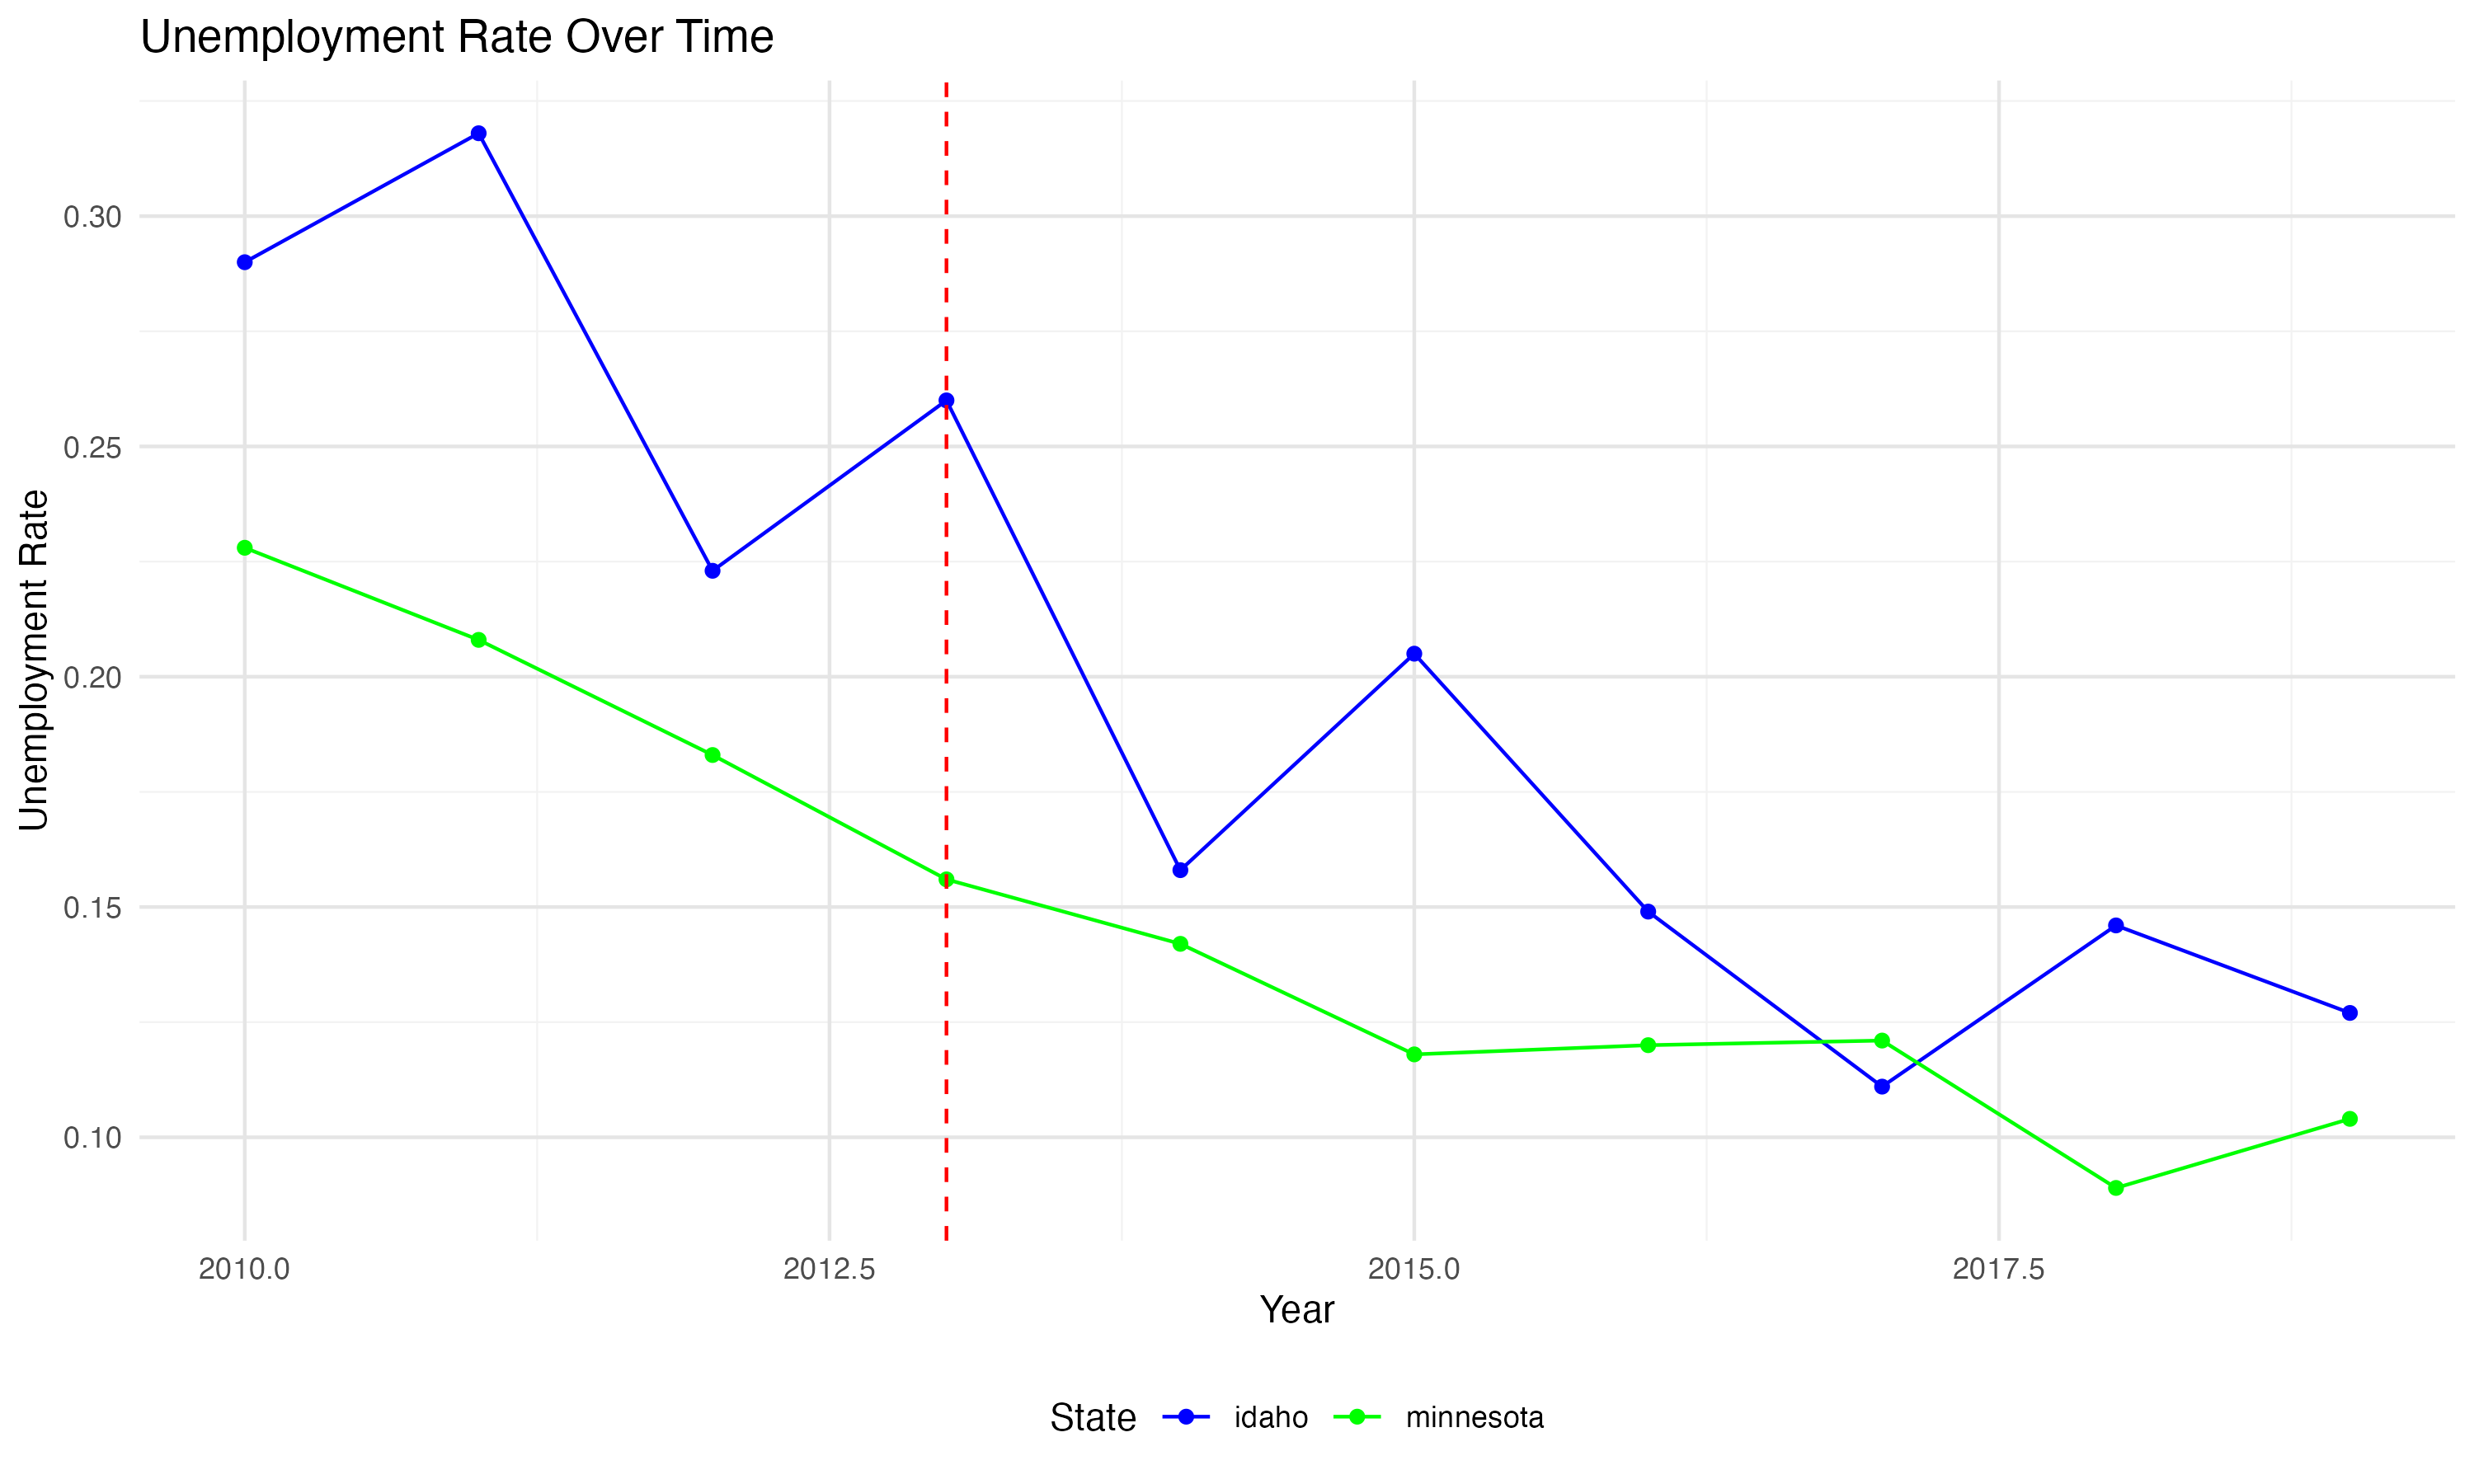 Unemployment Rate Over Time
Unemployment Rate
0.30
0.25
0.20
0.15
0.10
2010.0 2012.5 2015.0 2017.5
Year
State idaho minnesota